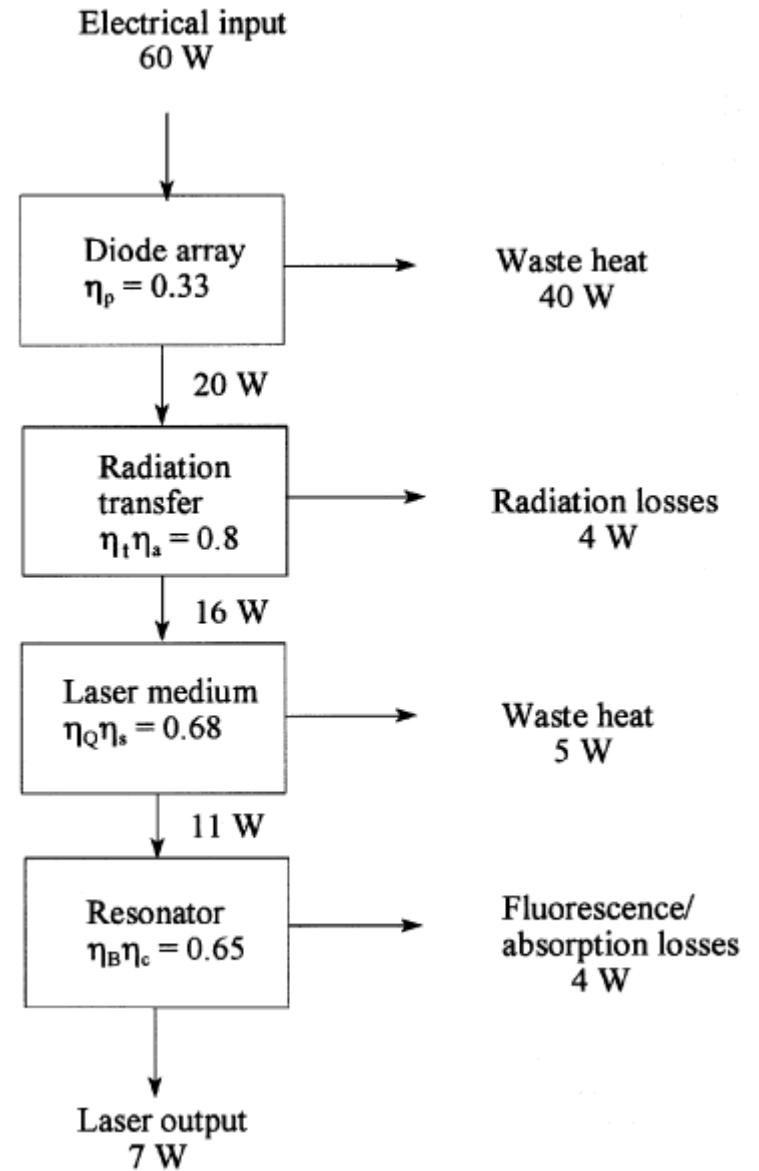 Electrical input
60 W
Diode array
ηp = 0.33
Waste heat
40 W
20 W
Radiation
transfer
ηtηa = 0.8
Radiation losses
4 W
16 W
Laser medium
ηQηs = 0.68
Waste heat
5 W
11 W
Resonator
ηBηc = 0.65
Fluorescence/
absorption losses
4 W
Laser output
7 W